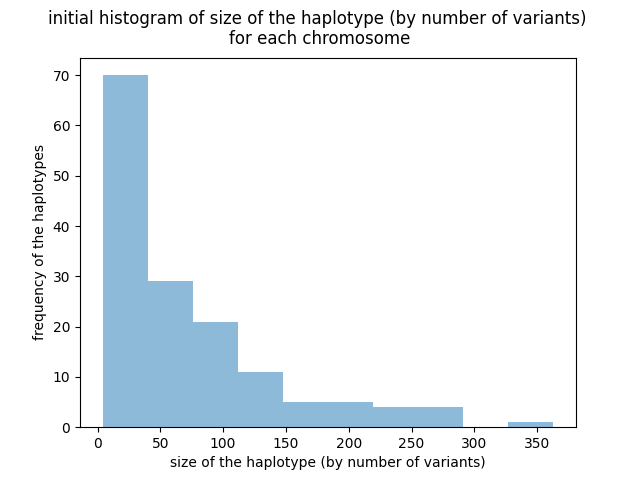 initial histogram of size of the haplotype (by number of variants)
for each chromosome
frequency of the haplotypes
70
60
50
40
30
20
10
0
0 50 100 150 200 250 300 350
size of the haplotype (by number of variants)